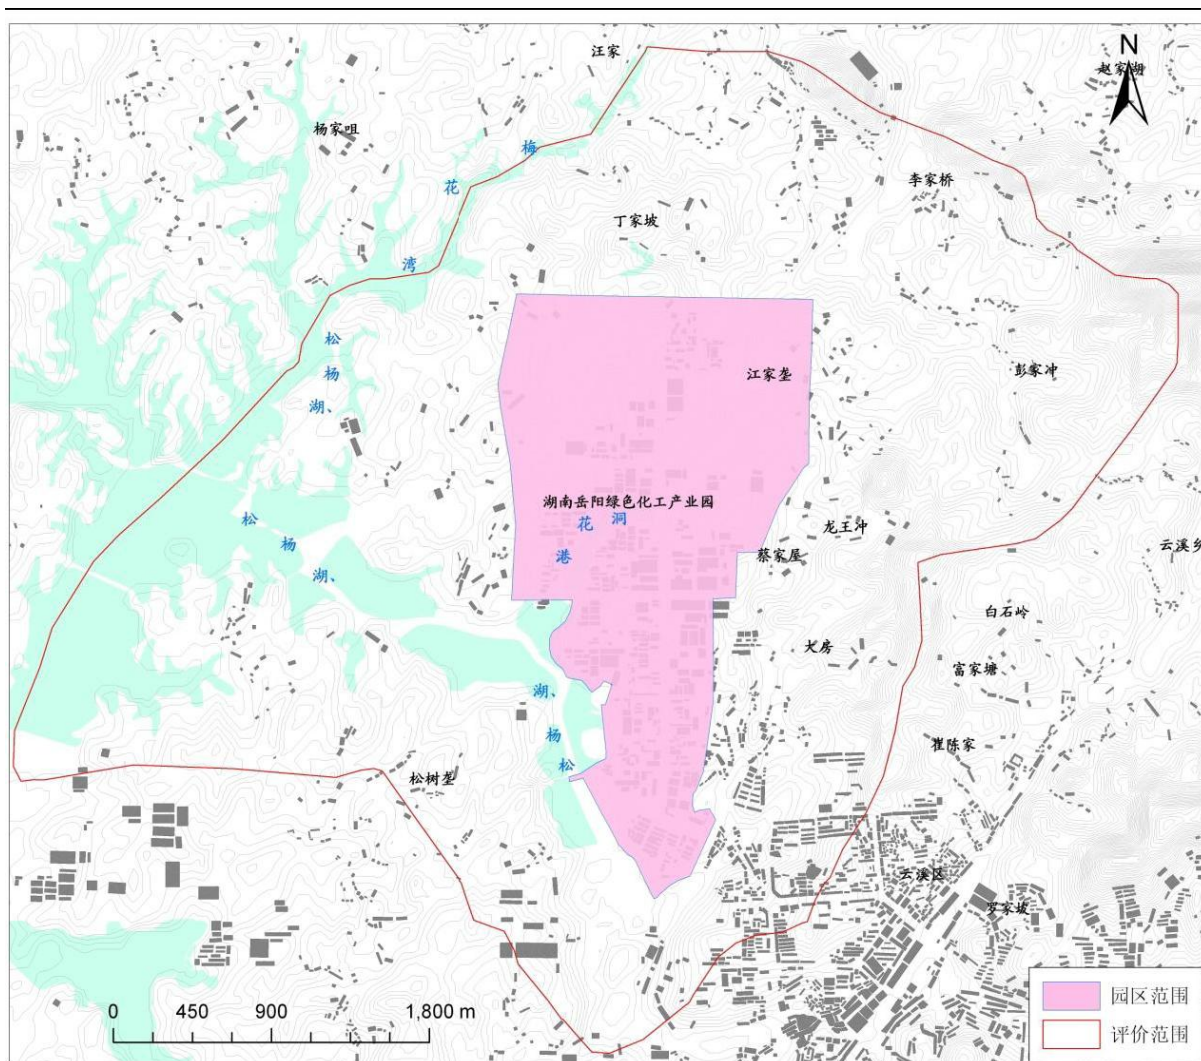 汪家
N
赵家湖
杨家咀
梅
花
湾
李家桥
丁家坡
松
杨
湖、
江家垄
彭家冲
湖南岳阳绿色化工产业园
洞
花
港
松
杨
湖、
龙王冲
蔡家屋
云溪乡
白石岭
大房
富家塘
湖、
杨
松
崔陈家
松树垄
云溪区
罗家坡
0 450 900 1,800 m
园区范围
评价范围